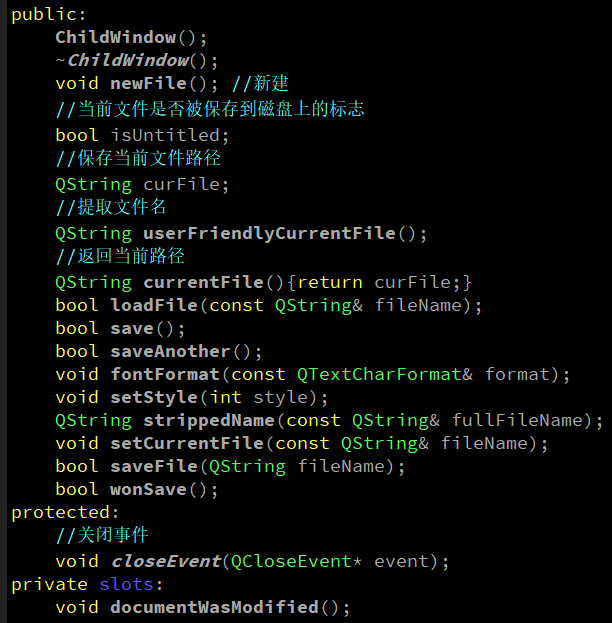 public:
    ChildWindow();
    ~ChildWindow();
    void newFile(); //新建
    //当前文件是否被保存到磁盘上的标志
    bool isUntitled;
    //保存当前文件路径
    QString curFile;
    //提取文件名
    QString userFriendlyCurrentFile();
    //返回当前路径
    QString currentFile(){return curFile;}
    bool loadFile(const QString& fileName);
    bool save();
    bool saveAnother();
    void fontFormat(const QTextCharFormat& format);
    void setStyle(int style);
    QString strippedName(const QString& fullFileName);
    void setCurrentFile(const QString& fileName);
    bool saveFile(QString fileName);
    bool wonSave();
protected:
    //关闭事件
    void closeEvent(QCloseEvent* event);
private slots:
    void documentWasModified();